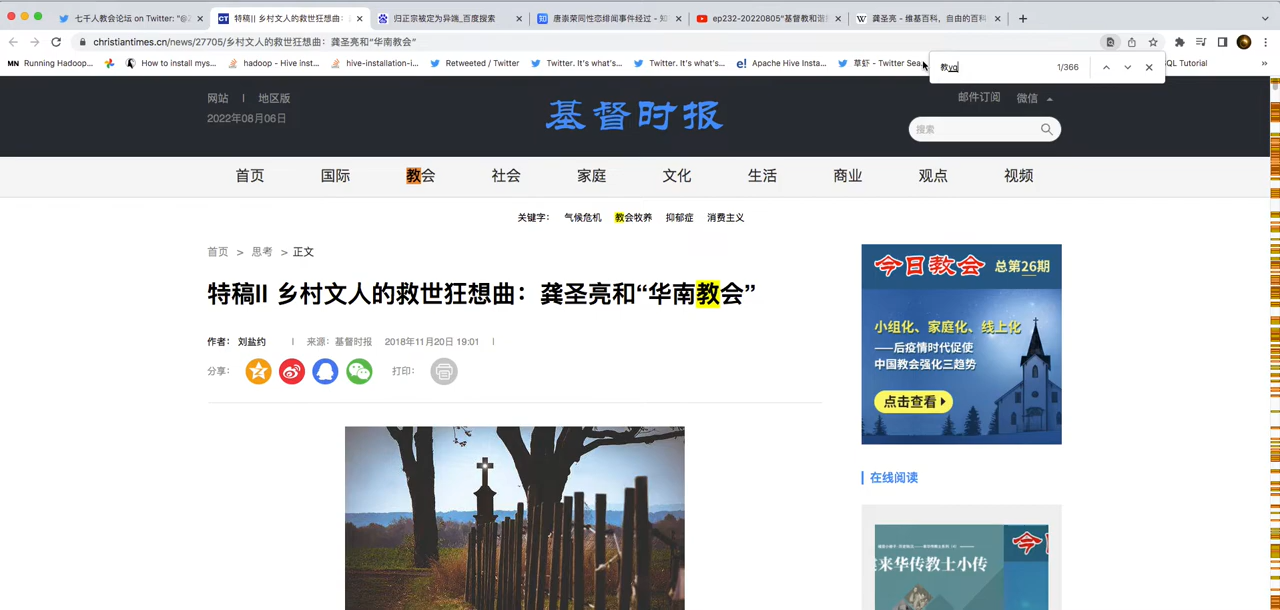 七千人教会论坛 on Twitter: "@2
特稿II 乡村文人的救世狂想曲：
归正宗被定为异端_百度搜索
唐崇荣同性恋绯闻事件经过 - 知
ep232-20220805"基督教和谐
龚圣亮 - 维基百科，自由的百科
christiantimes.cn/news/27705/乡村文人的救世狂想曲：龚圣亮和“华南教会”
Running Hadoop...
How to install mys...
hadoop - Hive inst...
hive-installation-i...
Retweeted / Twitter
Twitter. It's what's...
Twitter. It's what's...
Apache Hive Insta...
草虾 - Twitter Sea...
QL Tutorial
教yq
1/366
网站 | 地区版
2022年08月06日
基督时报
邮件订阅 微信
搜索
首页 国际 教会 社会 家庭 文化 生活 商业 观点 视频
关键字： 气候危机 教会牧养 抑郁症 消费主义
首页 > 思考 > 正文
特稿II 乡村文人的救世狂想曲：龚圣亮和“华南教会”
作者： 刘盐约 | 来源：基督时报 2018年11月20日 19:01 |
分享： 打印：
今日教会 总第26期
小组化、家庭化、线上化
——后疫情时代促使
中国教会强化三趋势
点击查看
在线阅读
来华传教士小传